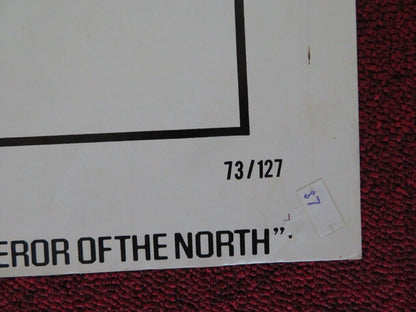 73/127
$7
EROR OF THE NORTH".